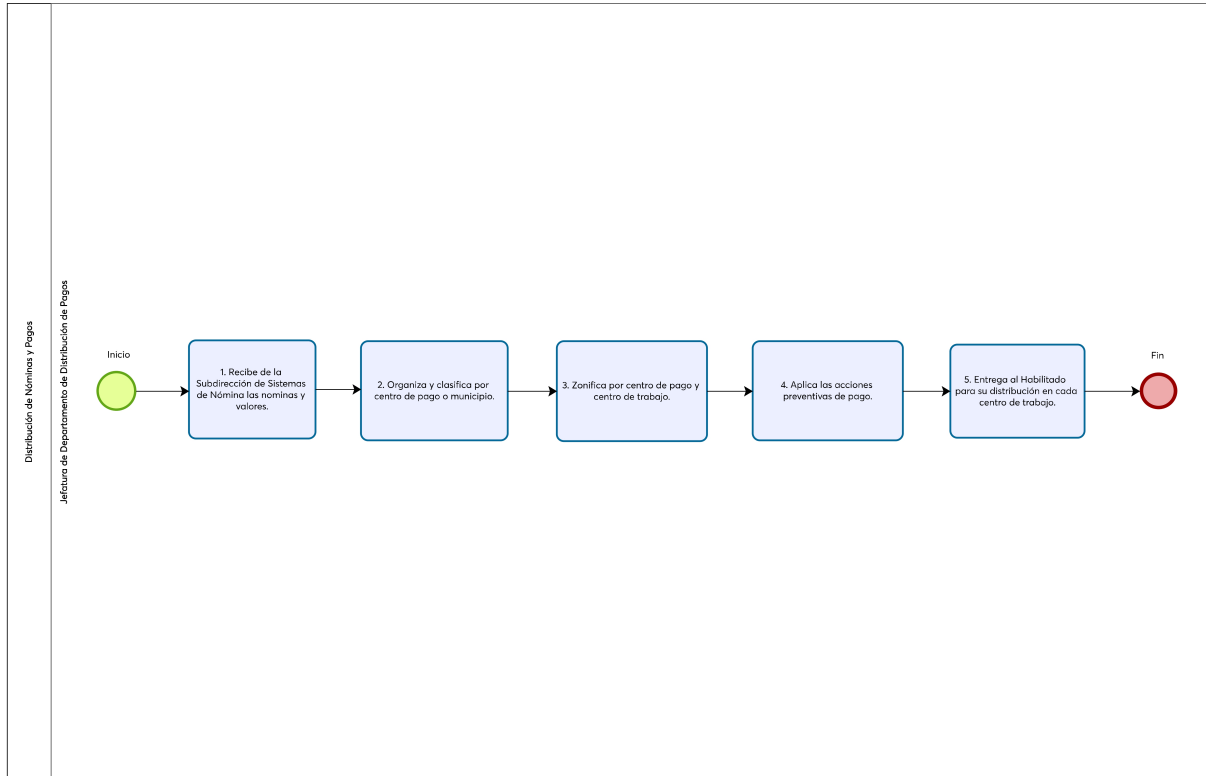 Distribución de Nóminas y Pagos
Jefatura de Departamento de Distribución de Pagos
Inicio
1. Recibe de la
Subdirección de Sistemas
de Nómina las nominas y
valores.
2. Organiza y clasifica por
centro de pago o municipio.
3. Zonifica por centro de pago y
centro de trabajo.
4. Aplica las acciones
preventivas de pago.
5. Entrega al Habilitado
para su distribución en cada
centro de trabajo.
Fin